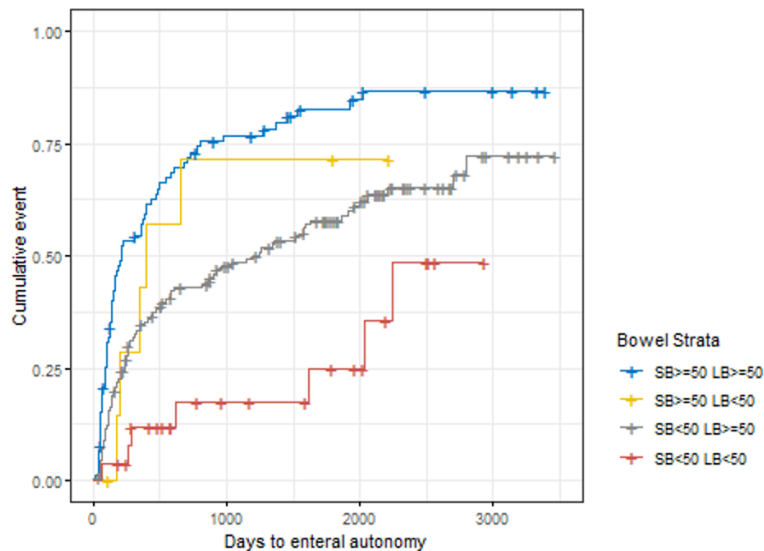 1.00
0.75
0.50
0.25
0.00
Cumulative event
0
1000
2000
3000
Days to enteral autonomy
Bowel Strata
SB>=50 LB>=50
SB>=50 LB<50
SB<50 LB>=50
SB<50 LB<50